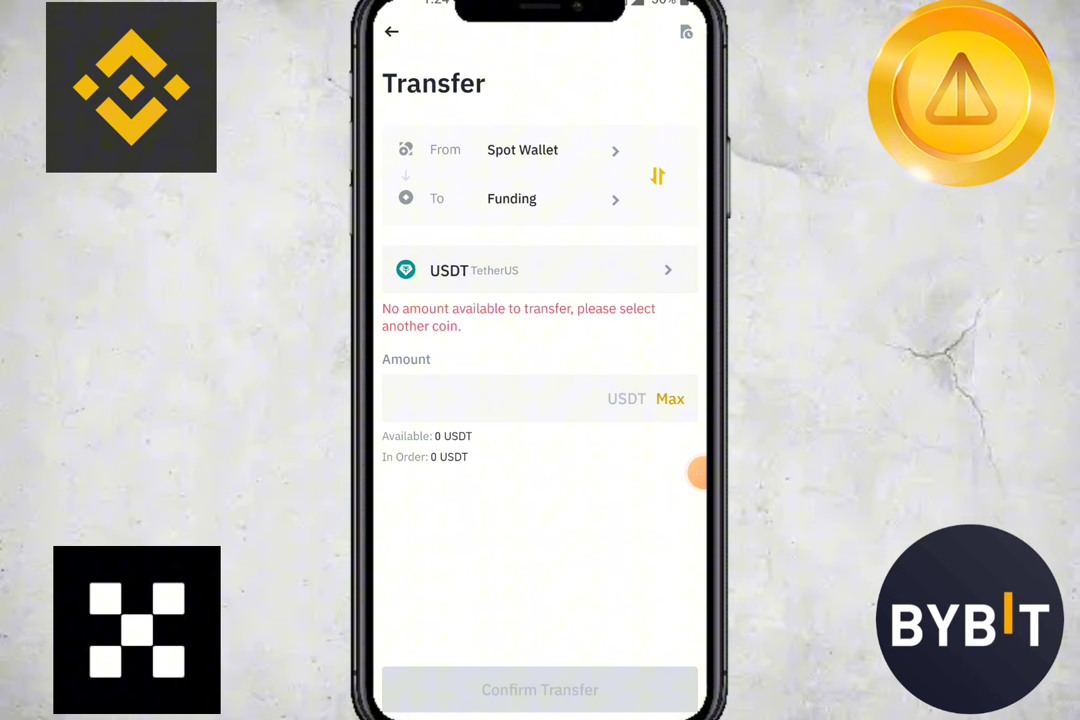 Transfer
From Spot Wallet
To Funding
USDT TetherUS
No amount available to transfer, please select
another coin.
Amount
USDT Max
Available: 0 USDT
In Order: 0 USDT
Confirm Transfer
BYBIT